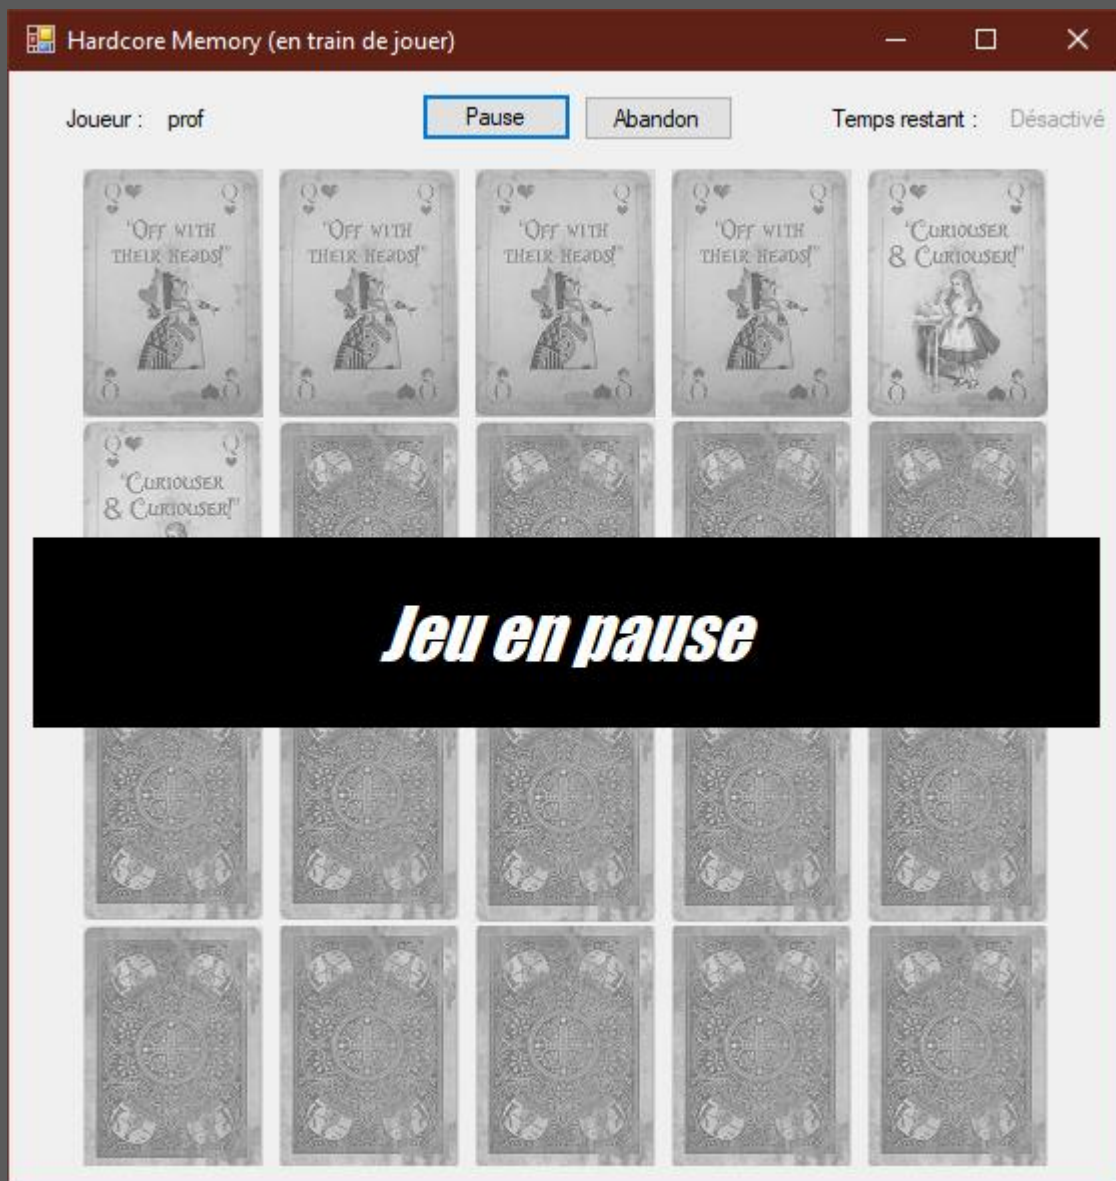 Hardcore Memory (en train de jouer)
Joueur : prof
Pause
Abandon
Temps restant : Désactivé
Q Q
"OFF WITH
THEIR HEADS!"
Q Q
Q Q
"OFF WITH
THEIR HEADS!"
Q Q
Q Q
"OFF WITH
THEIR HEADS!"
Q Q
Q Q
"OFF WITH
THEIR HEADS!"
Q Q
Q Q
"CURIOUSER
& CURIOUSER!"
Q Q
Q Q
"CURIOUSER
& CURIOUSER!"
Jeu en pause